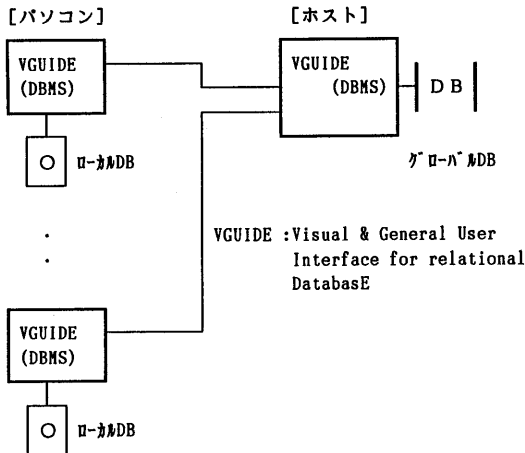 [パソコン]
[ホスト]
VGUIDE
(DBMS)
VGUIDE
(DBMS)
DB
ローカルDB
グローバルDB
VGUIDE :Visual & General User
Interface for relational
DatabasE
VGUIDE
(DBMS)
ローカルDB